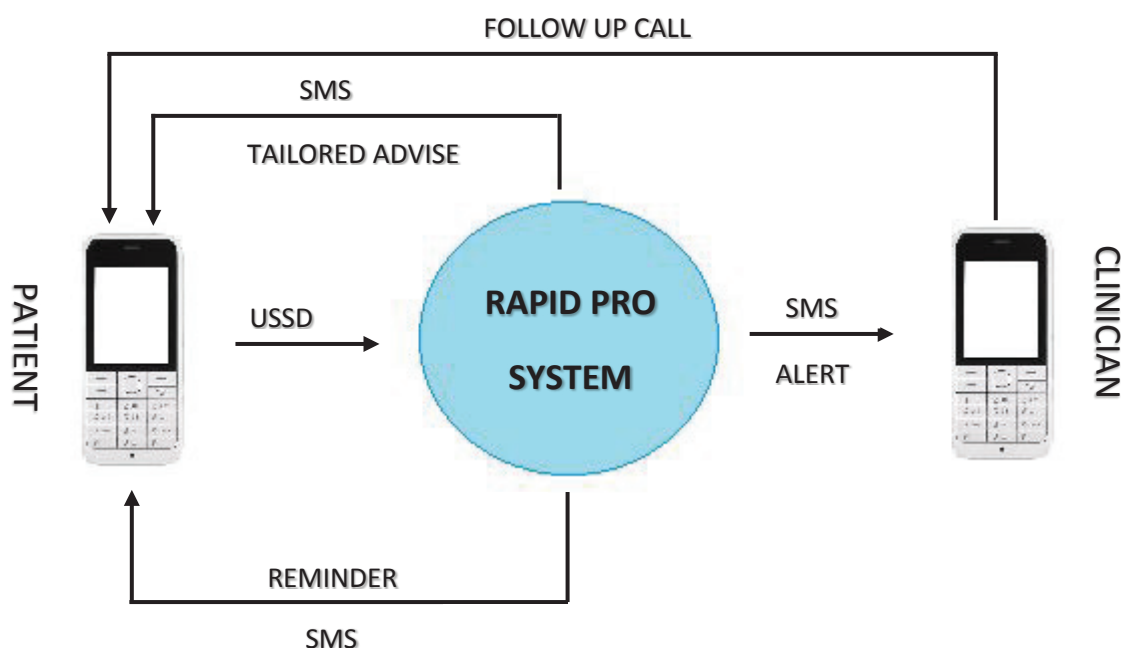 FOLLOW UP CALL
SMS
TAILORED ADVISE
PATIENT
USSD
RAPID PRO
SYSTEM
SMS
ALERT
CLINICIAN
REMINDER
SMS